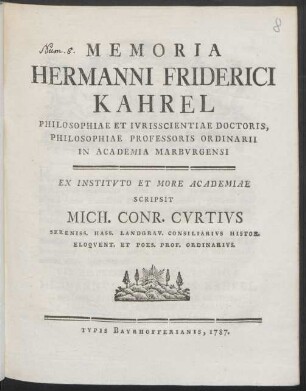 8
Num. 8.
MEMORIA
HERMANNI FRIDERICI
KAHREL
PHILOSOPHIAE ET IVRISSCIENTIAE DOCTORIS,
PHILOSOPHIAE PROFESSORIS ORDINARII
IN ACADEMIA MARBVRGENSI
EX INSTITVTO ET MORE ACADEMIAE
SCRIPSIT
MICH. CONR. CVRTIVS
SERENISS. HASS. LANDGRAV. CONSILIARIVS HISTOR.
ELOQVENT. ET POES. PROF. ORDINARIVS.
TYPIS BAYRHOFFERIANIS, 1787.